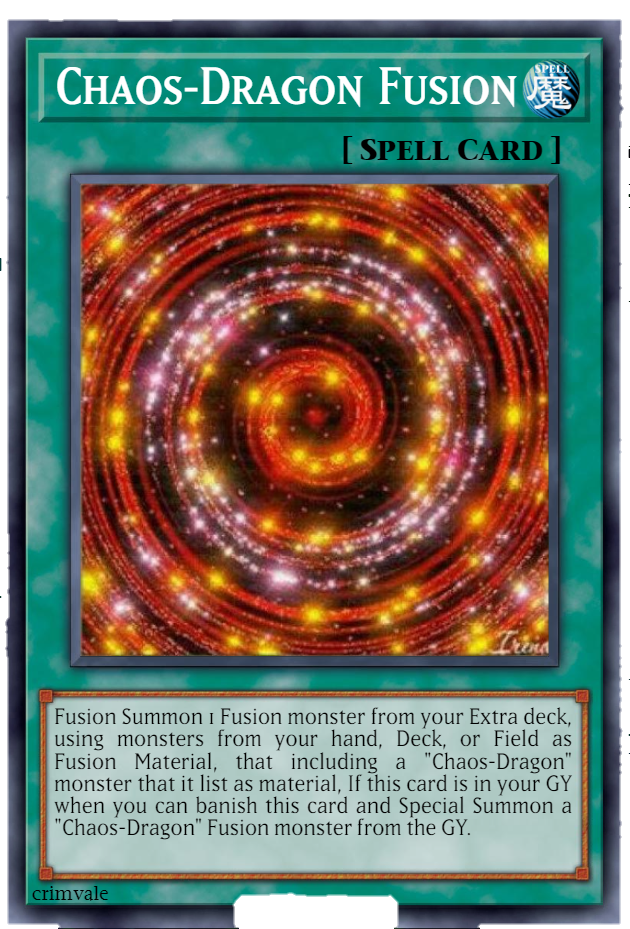 Chaos-Dragon Fusion
SPELL
魔
[ Spell Card ]
Irena
Fusion Summon 1 Fusion monster from your Extra deck,
using monsters from your hand, Deck, or Field as
Fusion Material, that including a "Chaos-Dragon"
monster that it list as material, If this card is in your GY
when you can banish this card and Special Summon a
"Chaos-Dragon" Fusion monster from the GY.
crimvale